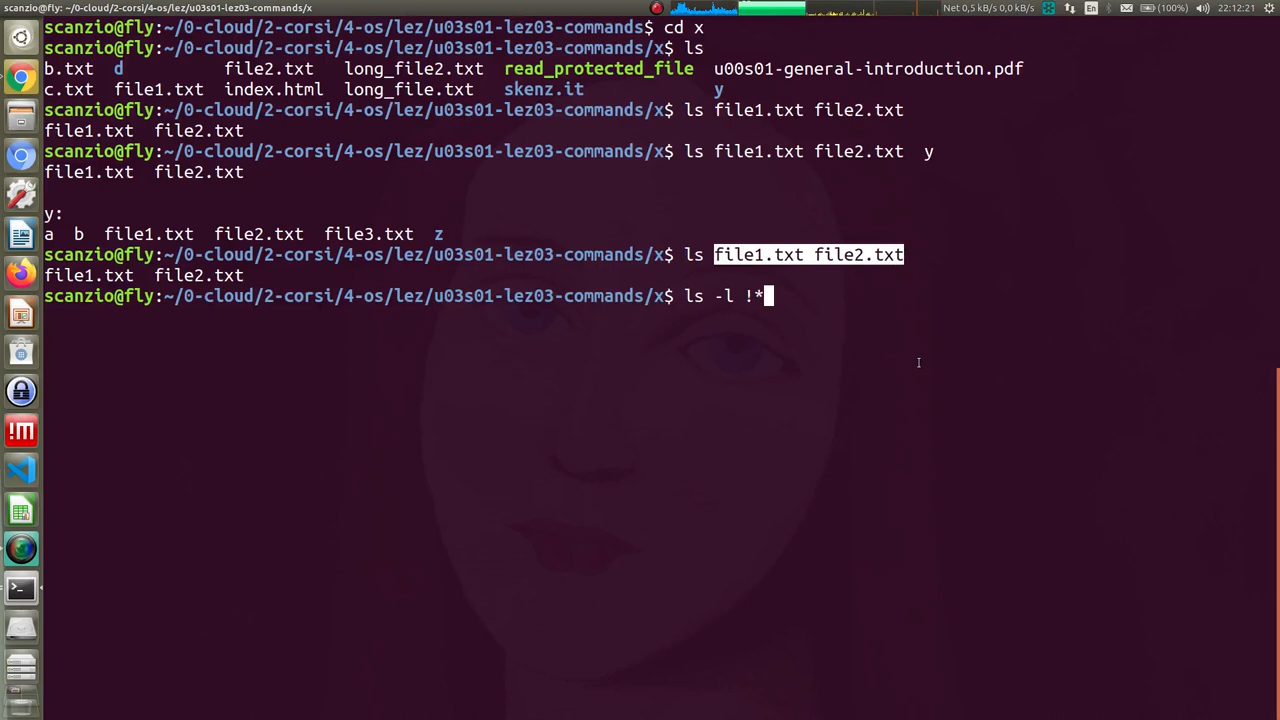 scanzio@fly: ~/0-cloud/2-corsi/4-os/lez/u03s01-lez03-commands/x
Net 0,5 kB/s 0,0 kB/s En (100%) 22:12:21
scanzio@fly:~/0-cloud/2-corsi/4-os/lez/u03s01-lez03-commands$ cd x
scanzio@fly:~/0-cloud/2-corsi/4-os/lez/u03s01-lez03-commands/x$ ls
b.txt d file2.txt long_file2.txt read_protected_file u00s01-general-introduction.pdf
c.txt file1.txt index.html long_file.txt skenz.it y
scanzio@fly:~/0-cloud/2-corsi/4-os/lez/u03s01-lez03-commands/x$ ls file1.txt file2.txt
file1.txt file2.txt
scanzio@fly:~/0-cloud/2-corsi/4-os/lez/u03s01-lez03-commands/x$ ls file1.txt file2.txt  y
file1.txt file2.txt
y:
a b file1.txt file2.txt file3.txt z
scanzio@fly:~/0-cloud/2-corsi/4-os/lez/u03s01-lez03-commands/x$ ls file1.txt file2.txt
file1.txt file2.txt
scanzio@fly:~/0-cloud/2-corsi/4-os/lez/u03s01-lez03-commands/x$ ls -l !*
!M